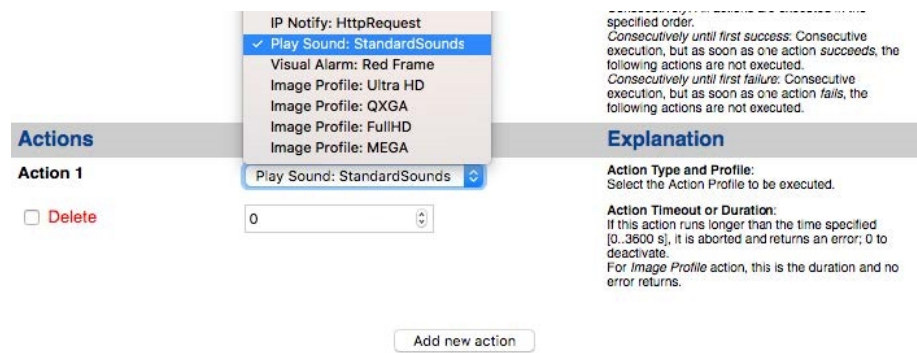 IP Notify: HttpRequest
✓ Play Sound: StandardSounds
Visual Alarm: Red Frame
Image Profile: Ultra HD
Image Profile: QXGA
Image Profile: FullHD
Image Profile: MEGA
specified order.
Consecutively until first success: Consecutive
execution, but as soon as one action succeeds, the
following actions are not executed.
Consecutively until first failure: Consecutive
execution, but as soon as one action fails, the
following actions are not executed.
Actions
Explanation
Action 1
Play Sound: StandardSounds
Action Type and Profile:
Select the Action Profile to be executed.
Delete
0
Action Timeout or Duration:
If this action runs longer than the time specified
[0..3600 s], it is aborted and returns an error; 0 to
deactivate.
For Image Profile action, this is the duration and no
error returns.
Add new action